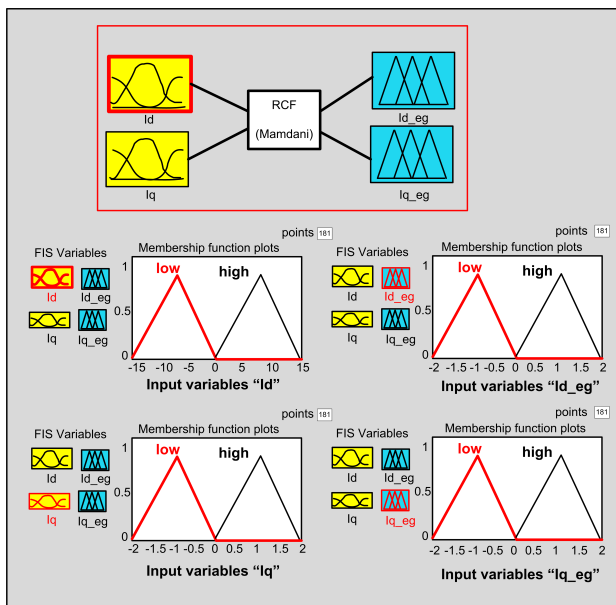 RCF
(Mamdani)
Id
Id_eg
Iq
Iq_eg
points 181
FIS Variables
Membership function plots
low
high
Id
Id_eg
Iq
Iq_eg
1
0.5
0
-15 -10 -5 0 5 10 15
Input variables “Id”
points 181
FIS Variables
Membership function plots
low
high
Id
Id_eg
Iq
Iq_eg
1
0.5
0
-2 -1.5 -1 -0.5 0 0.5 1 1.5 2
Input variables “Id_eg”
points 181
FIS Variables
Membership function plots
low
high
Id
Id_eg
Iq
Iq_eg
1
0.5
0
-2 -1.5 -1 -0.5 0 0.5 1 1.5 2
Input variables “Iq”
points 181
FIS Variables
Membership function plots
low
high
Id
Id_eg
Iq
Iq_eg
1
0.5
0
-2 -1.5 -1 -0.5 0 0.5 1 1.5 2
Input variables “Iq_eg”